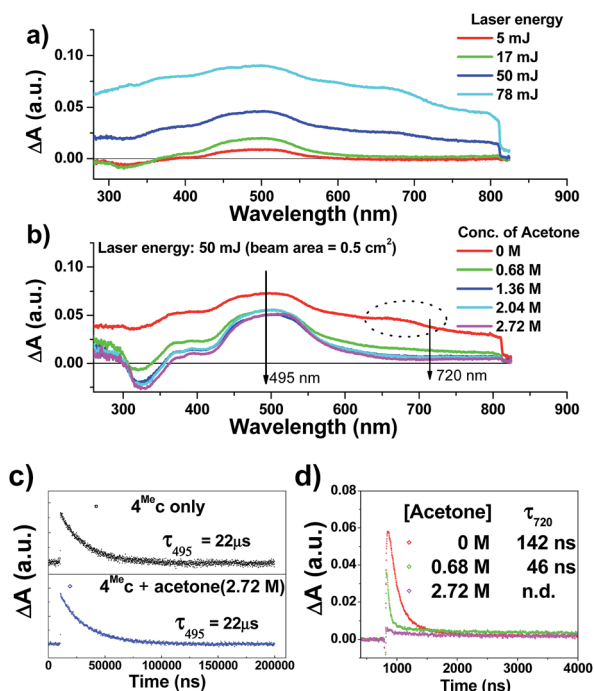 a)
Laser energy
5 mJ
17 mJ
50 mJ
78 mJ
ΔA (a.u.)
0.10
0.05
0.00
300 400 500 600 700 800 900
Wavelength (nm)
b)
Laser energy: 50 mJ (beam area = 0.5 cm²)
Conc. of Acetone
0 M
0.68 M
1.36 M
2.04 M
2.72 M
ΔA (a.u.)
0.10
0.05
0.00
495 nm
720 nm
300 400 500 600 700 800 900
Wavelength (nm)
c)
4ᴹᵉc only
τ₄₉₅ = 22μs
4ᴹᵉc + acetone(2.72 M)
τ₄₉₅ = 22μs
ΔA (a.u.)
0 50000 100000 150000 200000
Time (ns)
d)
[Acetone] τ₇₂₀
0 M 142 ns
0.68 M 46 ns
2.72 M n.d.
ΔA (a.u.)
0.08
0.06
0.04
0.02
0.00
1000 2000 3000 4000
Time (ns)